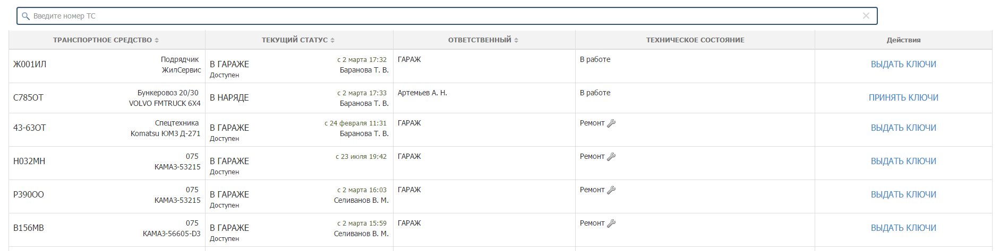 Введите номер ТС
ТРАНСПОРТНОЕ СРЕДСТВО ТЕКУЩИЙ СТАТУС ОТВЕТСТВЕННЫЙ ТЕХНИЧЕСКОЕ СОСТОЯНИЕ Действия
Ж001ИЛ
Подрядчик
ЖилСервис
В ГАРАЖЕ
Доступен
с 2 марта 17:32
Баранова Т. В.
ГАРАЖ
В работе
ВЫДАТЬ КЛЮЧИ
С785ОТ
Бункеровоз 20/30
VOLVO FMTRUCK 6X4
В НАРЯДЕ
с 2 марта 17:33
Баранова Т. В.
Артемьев А. Н.
В работе
ПРИНЯТЬ КЛЮЧИ
43-63ОТ
Спецтехника
Komatsu ЮМЗ Д-271
В ГАРАЖЕ
Доступен
с 24 февраля 11:31
Баранова Т. В.
ГАРАЖ
Ремонт
ВЫДАТЬ КЛЮЧИ
Н032МН
075
КАМАЗ-53215
В ГАРАЖЕ
Доступен
с 23 июля 19:42
ГАРАЖ
Ремонт
ВЫДАТЬ КЛЮЧИ
Р390ОО
075
КАМАЗ-53215
В ГАРАЖЕ
Доступен
с 2 марта 16:03
Селиванов В. М.
ГАРАЖ
Ремонт
ВЫДАТЬ КЛЮЧИ
В156МВ
075
КАМАЗ-56605-D3
В ГАРАЖЕ
Доступен
с 2 марта 15:59
Селиванов В. М.
ГАРАЖ
Ремонт
ВЫДАТЬ КЛЮЧИ